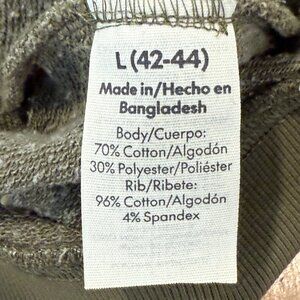 L (42-44)
Made in/Hecho en
Bangladesh
Body/Cuerpo:
70% Cotton/Algodón
30% Polyester/Poliéster
Rib/Ribete:
96% Cotton/Algodón
4% Spandex